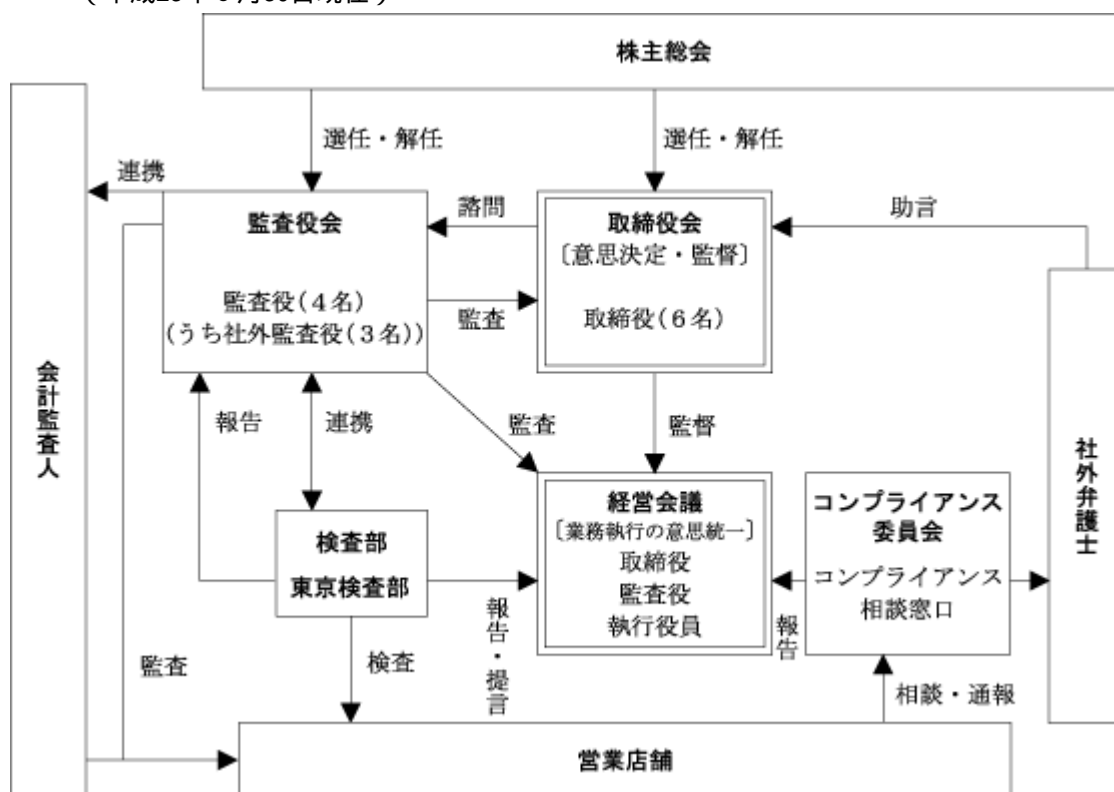 株主総会
選任・解任
選任・解任
連携
諮問
助言
監査役会
監査役(4名)
(うち社外監査役(3名))
取締役会
〔意思決定・監督〕
取締役(6名)
監査
会計監査人
社外弁護士
報告
連携
監査
監督
検査部
東京検査部
経営会議
〔業務執行の意思統一〕
取締役
監査役
執行役員
コンプライアンス
委員会
コンプライアンス
相談窓口
報告・提言
報告
監査
検査
相談・通報
営業店舗